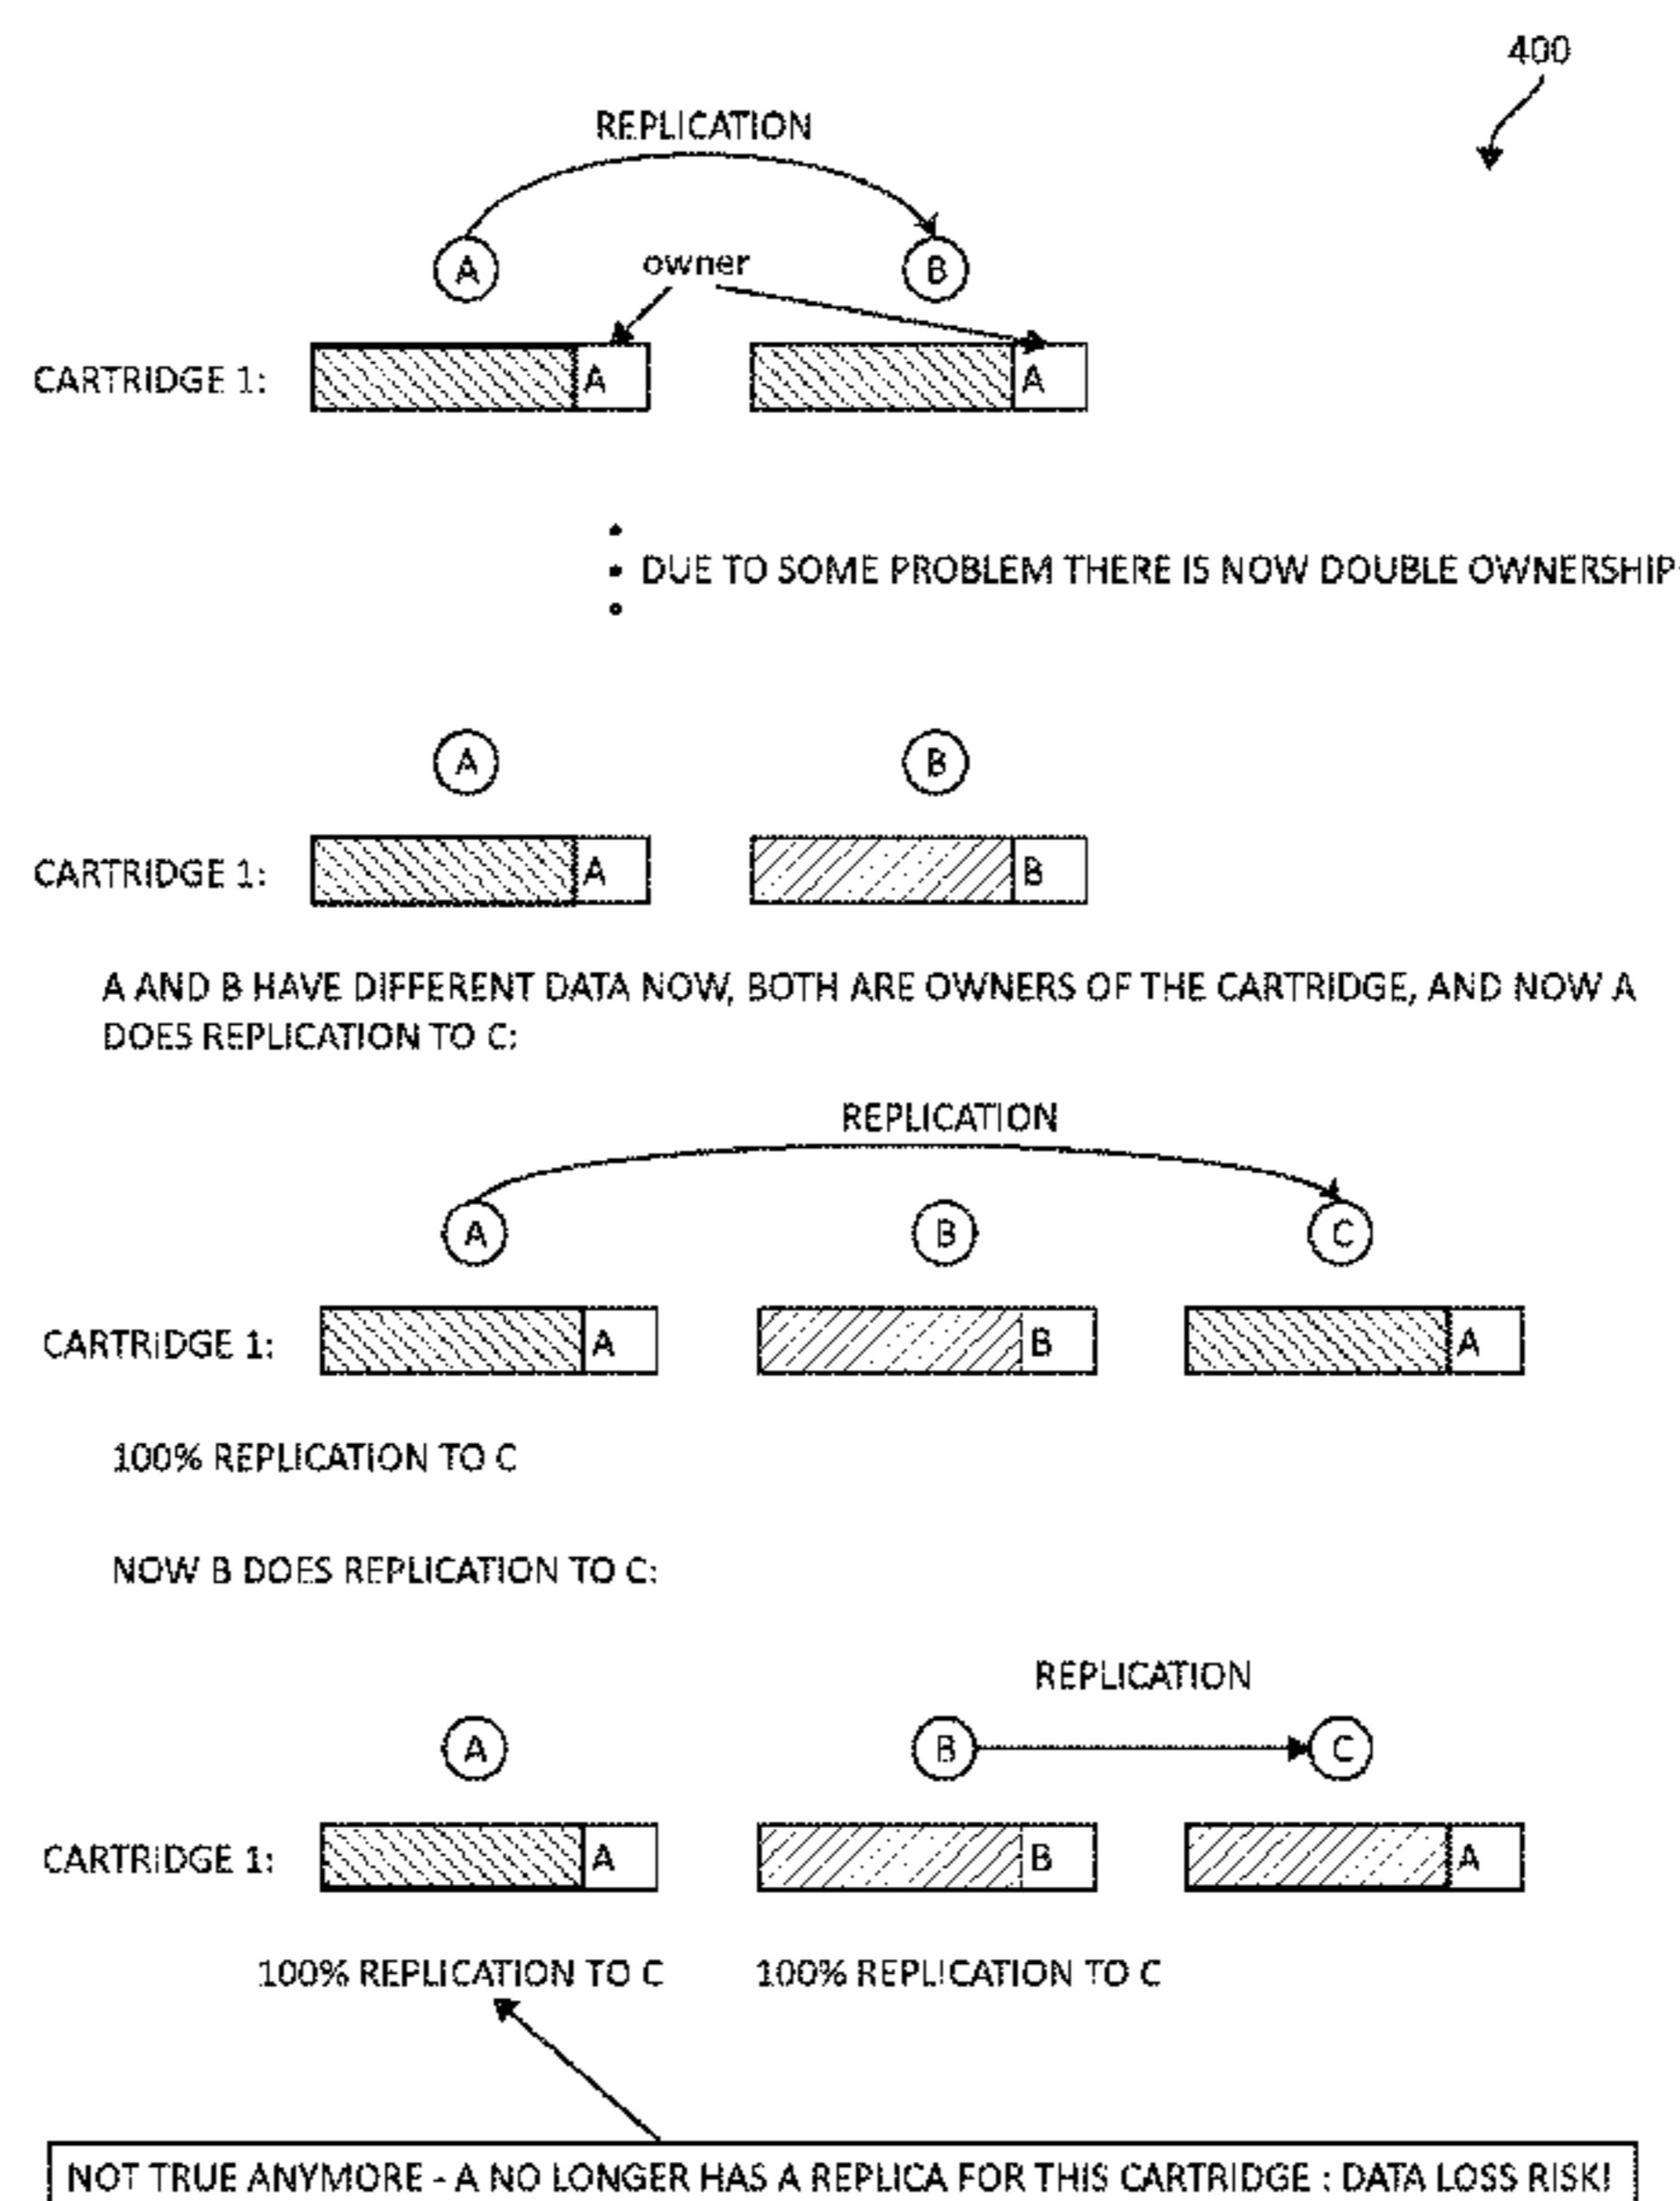 400
REPLICATION
A owner B
CARTRIDGE 1: A A
• DUE TO SOME PROBLEM THERE IS NOW DOUBLE OWNERSHIP
A B
CARTRIDGE 1: A B
A AND B HAVE DIFFERENT DATA NOW, BOTH ARE OWNERS OF THE CARTRIDGE, AND NOW A
DOES REPLICATION TO C:
REPLICATION
A B C
CARTRIDGE 1: A B A
100% REPLICATION TO C
NOW B DOES REPLICATION TO C:
REPLICATION
A B C
CARTRIDGE 1: A B A
100% REPLICATION TO C 100% REPLICATION TO C
NOT TRUE ANYMORE - A NO LONGER HAS A REPLICA FOR THIS CARTRIDGE : DATA LOSS RISK!